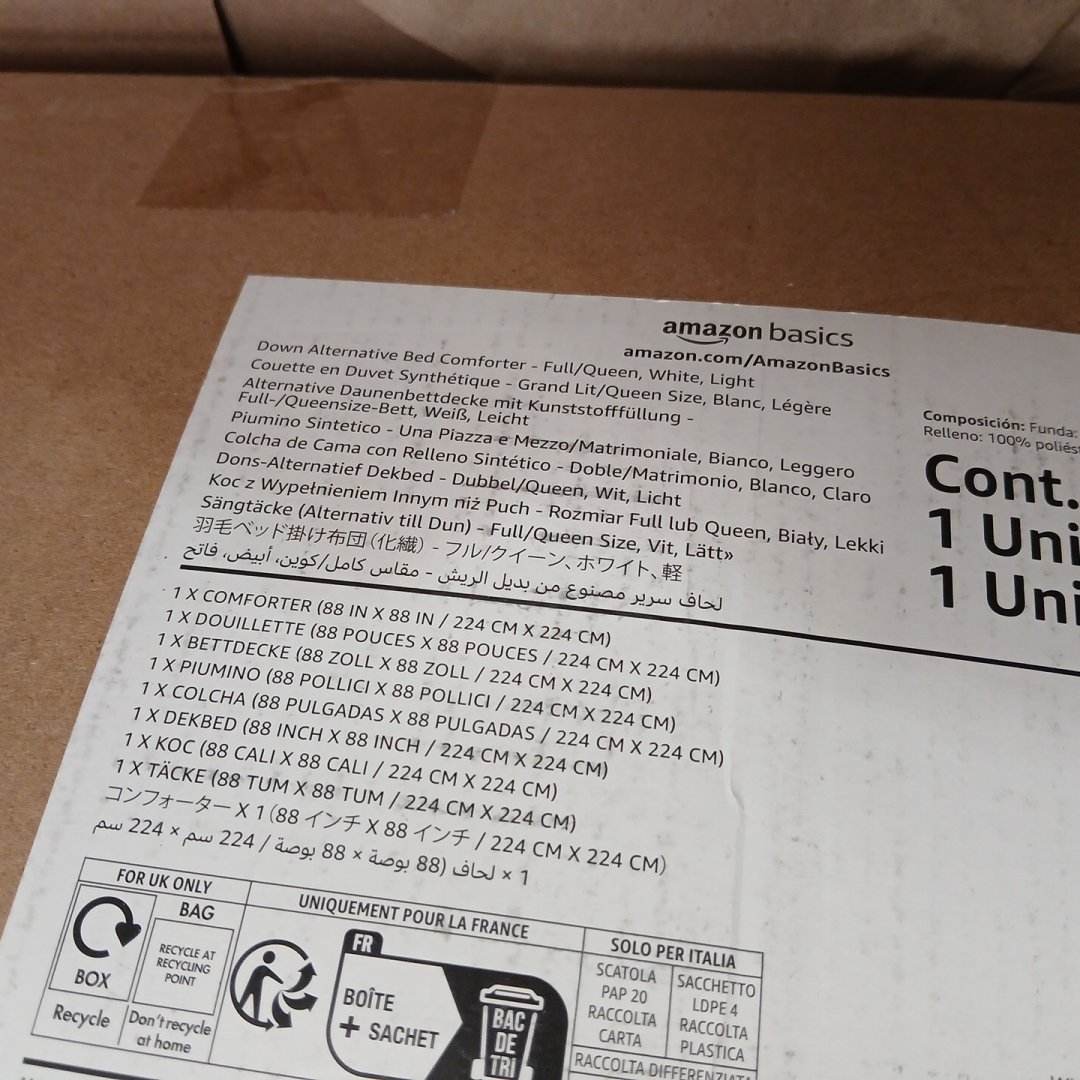 amazon basics
amazon.com/AmazonBasics
Down Alternative Bed Comforter - Full/Queen, White, Light
Couette en Duvet Synthétique - Grand Lit/Queen Size, Blanc, Légère
Alternative Daunenbettdecke mit Kunststofffüllung -
Full-/Queensize-Bett, Weiß, Leicht
Piumino Sintetico - Una Piazza e Mezzo/Matrimoniale, Bianco, Leggero
Colcha de Cama con Relleno Sintético - Doble/Matrimonio, Blanco, Claro
Dons-Alternatief Dekbed - Dubbel/Queen, Wit, Licht
Koc z Wypełnieniem Innym niż Puch - Rozmiar Full lub Queen, Biały, Lekki
Sängtäcke (Alternativ till Dun) - Full/Queen Size, Vit, Lätt»
羽毛ベッド掛け布団（化繊） - フル/クイーン、ホワイト、軽
لحاف سرير مصنوع من بديل الريش - مقاس كامل/كوين، أبيض، فاتح
Composición: Funda:
Relleno: 100%
Cont.
1
1
1 X COMFORTER (88 IN X 88 IN / 224 CM X 224 CM)
1 X DOUILLETTE (88 POUCES X 88 POUCES / 224 CM X 224 CM)
1 X BETTDECKE (88 ZOLL X 88 ZOLL / 224 CM X 224 CM)
1 X PIUMINO (88 POLLICI X 88 POLLICI / 224 CM X 224 CM)
1 X COLCHA (88 PULGADAS X 88 PULGADAS / 224 CM X 224 CM)
1 X DEKBED (88 INCH X 88 INCH / 224 CM X 224 CM)
1 X KOC (88 CALI X 88 CALI / 224 CM X 224 CM)
1 X TÄCKE (88 TUM X 88 TUM / 224 CM X 224 CM)
コンフォーター X 1（88 インチ X 88 インチ / 224 CM X 224 CM）
1 × لحاف (88 بوصة × 88 بوصة / 224 سم × 224 سم
FOR UK ONLY
BOX
Recycle
BAG
RECYCLE AT
RECYCLING
POINT
Don't recycle
at home
UNIQUEMENT POUR LA FRANCE
FR
BOÎTE
+ SACHET
BAC
DE
TRI
SOLO PER ITALIA
SCATOLA
PAP 20
RACCOLTA
CARTA
SACCHETTO
LDPE 4
RACCOLTA
PLASTICA
RACCOLTA DIFFERENZIATA